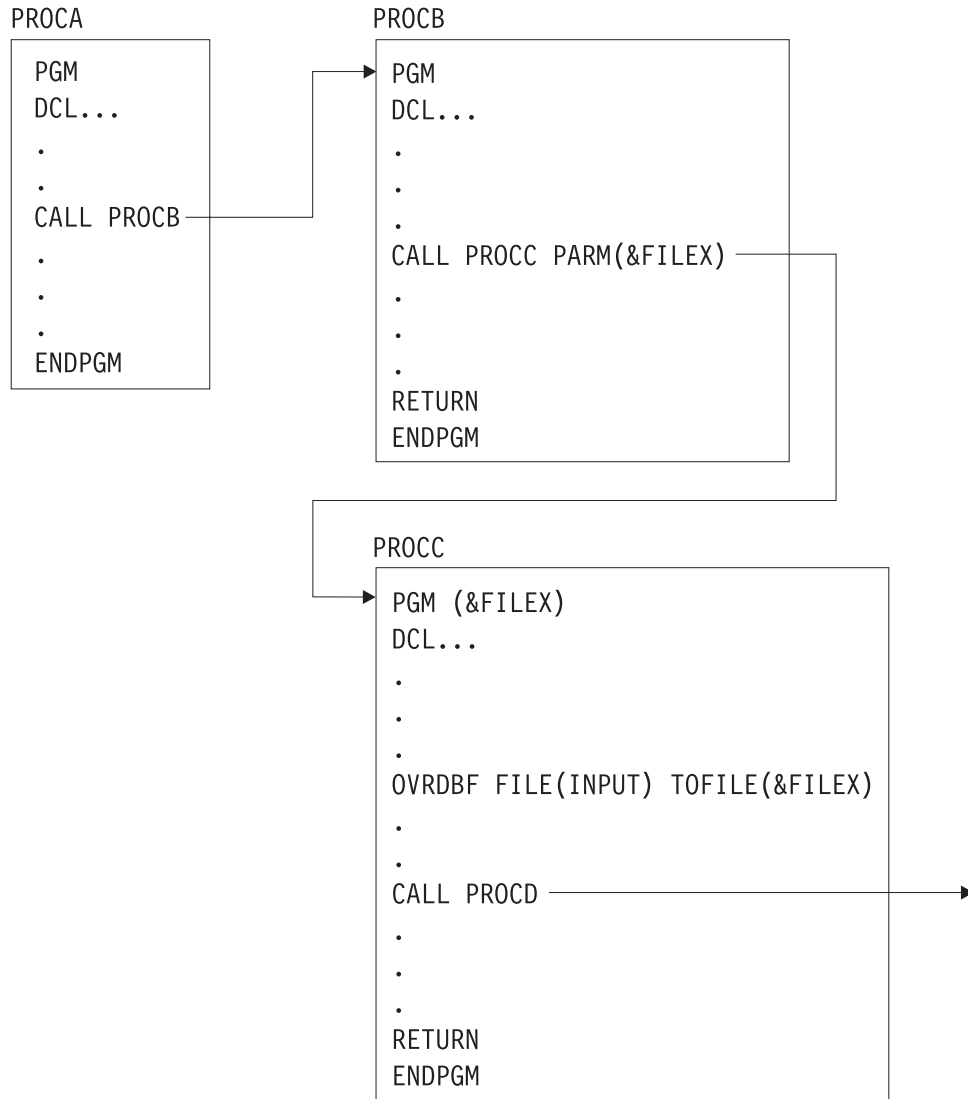 PROCA
PGM
DCL...
.
.
CALL PROCB
.
.
.
ENDPGM
PROCB
PGM
DCL...
.
.
.
CALL PROCC PARM(&FILEX)
.
.
.
RETURN
ENDPGM
PROCC
PGM (&FILEX)
DCL...
.
.
.
OVRDBF FILE(INPUT) TOFILE(&FILEX)
.
.
CALL PROCD
.
.
.
RETURN
ENDPGM